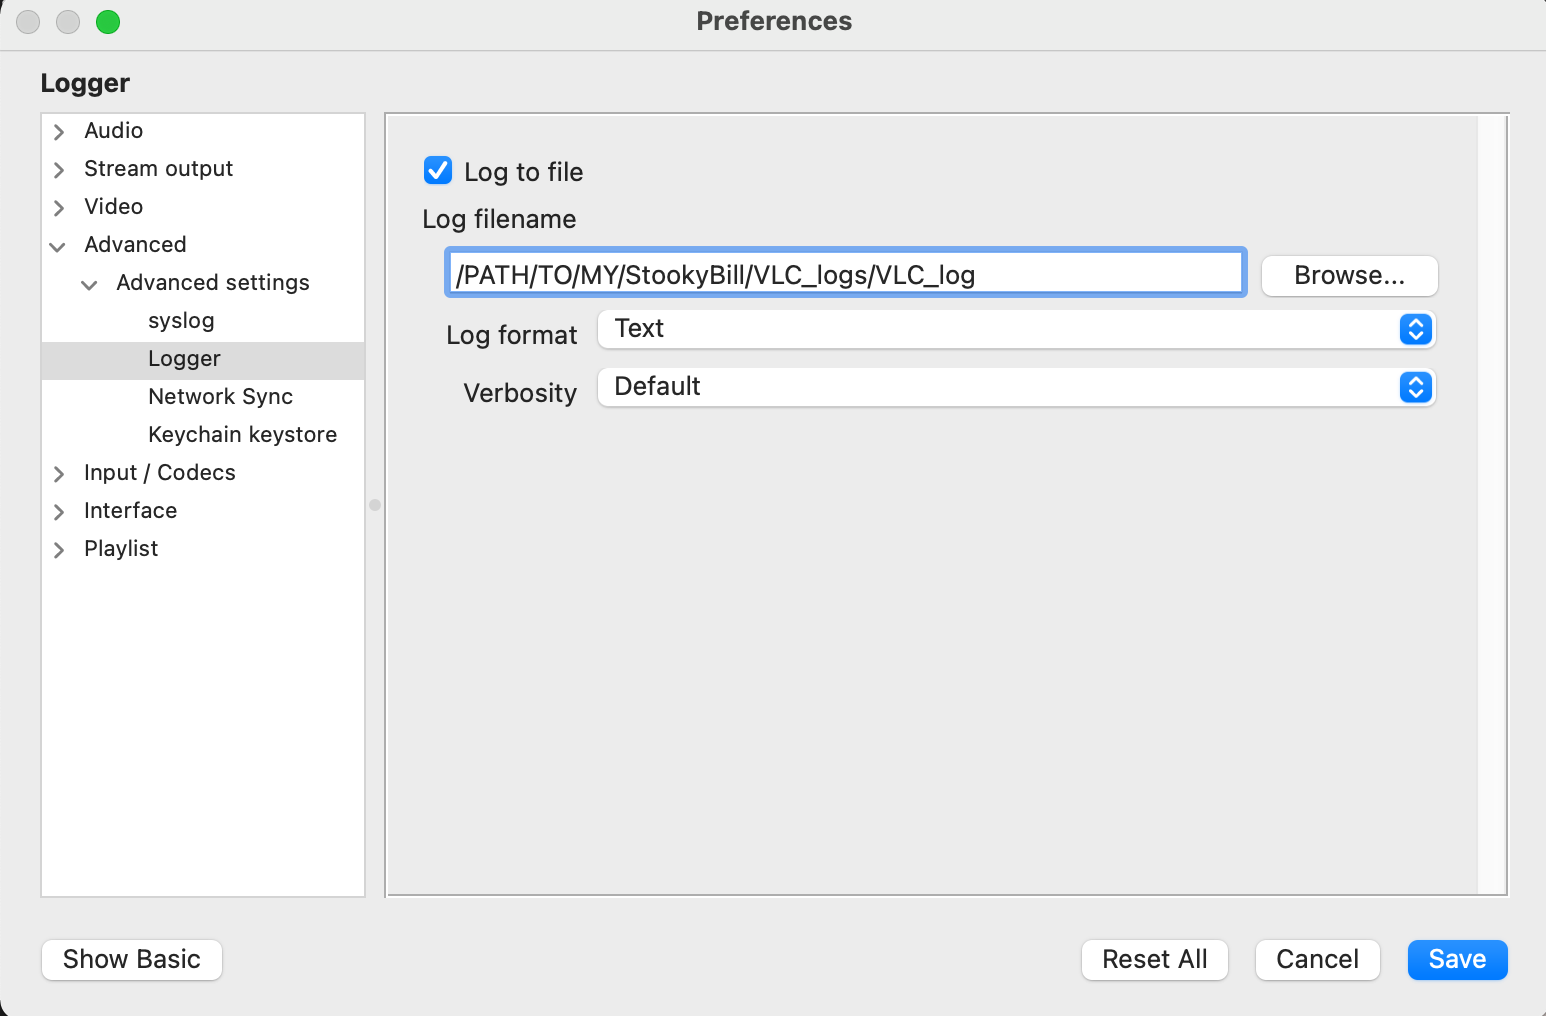 Preferences
Logger
Audio
Stream output
Video
Advanced
Advanced settings
syslog
Logger
Network Sync
Keychain keystore
Input / Codecs
Interface
Playlist
Log to file
Log filename
/PATH/TO/MY/StookyBill/VLC_logs/VLC_log
Browse...
Log format
Text
Verbosity
Default
Show Basic
Reset All
Cancel
Save